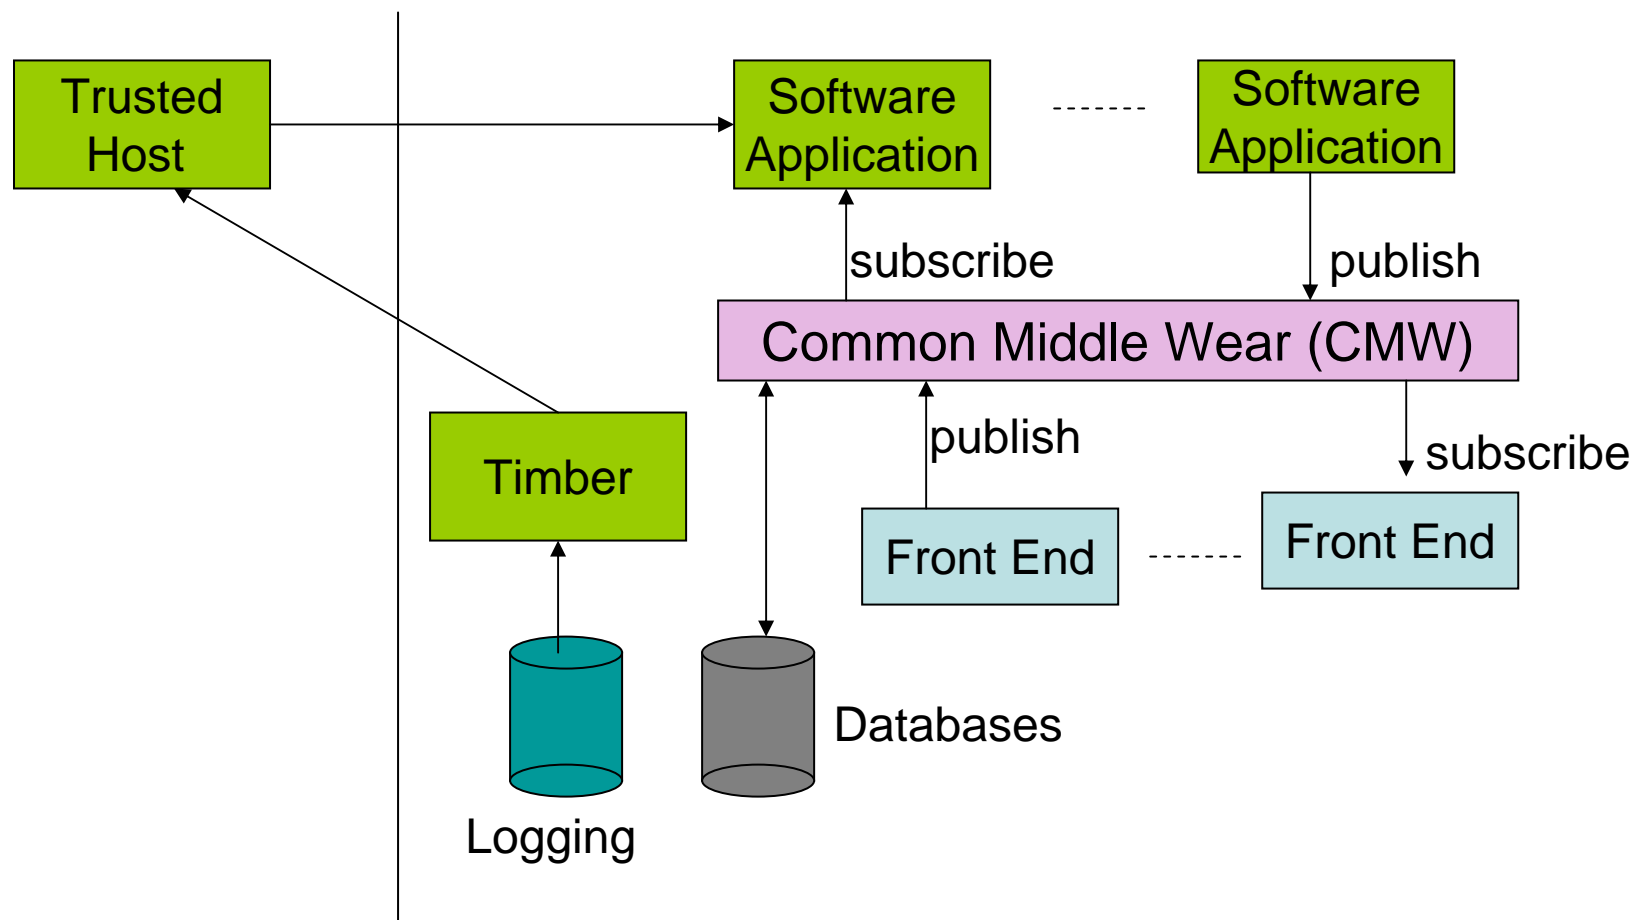 Trusted
Host
Software
Application
Software
Application
subscribe
publish
Common Middle Wear (CMW)
publish
subscribe
Timber
Front End
Front End
Databases
Logging